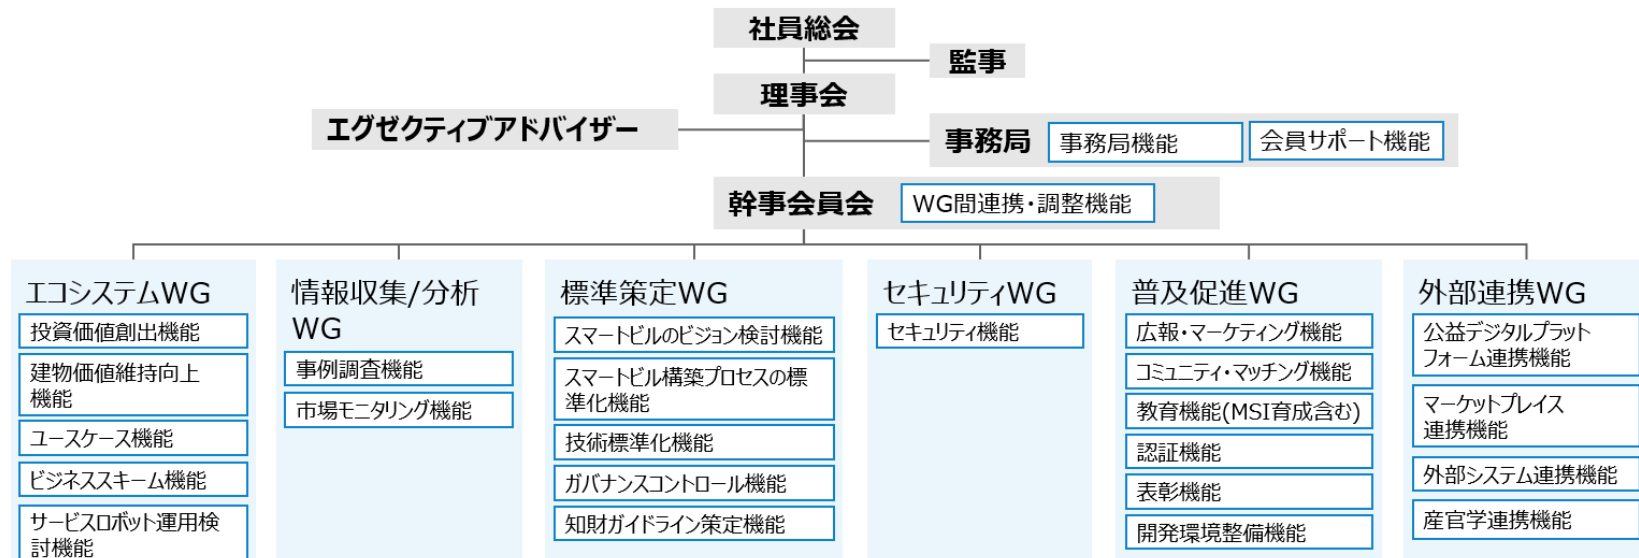 社員総会
監事
理事会
エグゼクティブアドバイザー
事務局
事務局機能
会員サポート機能
幹事会員会
WG間連携・調整機能
エコシステムWG
投資価値創出機能
建物価値維持向上
機能
ユースケース機能
ビジネススキーム機能
サービスロボット運用検
討機能
情報収集/分析
WG
事例調査機能
市場モニタリング機能
標準策定WG
スマートビルのビジョン検討機能
スマートビル構築プロセスの標
準化機能
技術標準化機能
ガバナンスコントロール機能
知財ガイドライン策定機能
セキュリティWG
セキュリティ機能
普及促進WG
広報・マーケティング機能
コミュニティ・マッチング機能
教育機能(MSI育成含む)
認証機能
表彰機能
開発環境整備機能
外部連携WG
公益デジタルプラット
フォーム連携機能
マーケットプレイス
連携機能
外部システム連携機能
産官学連携機能